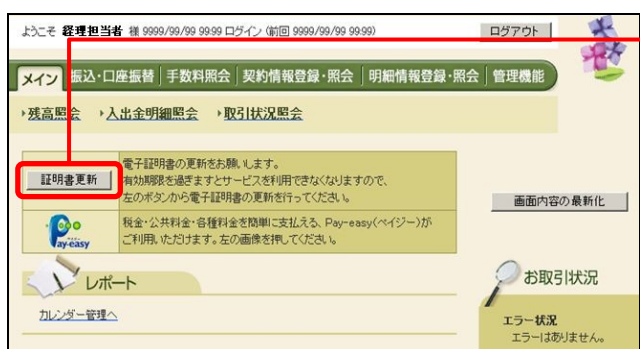 ようこそ 経理担当者 様 9999/99/99 99:99 ログイン (前回 9999/99/99 99:99)
ログアウト
メイン 振込・口座振替 手数料照会 契約情報登録・照会 明細情報登録・照会 管理機能
残高照会 入出金明細照会 取引状況照会
証明書更新
電子証明書の更新をお願いします。
有効期限を過ぎますとサービスを利用できなくなりますので、
左のボタンから電子証明書の更新を行ってください。
画面内容の最新化
Pay-easy
税金・公共料金・各種料金を簡単に支払える、Pay-easy(ペイジー)が
ご利用いただけます。左の画像を押してください。
レポート
お取引状況
カレンダー管理へ
エラー状況
エラーはありません。